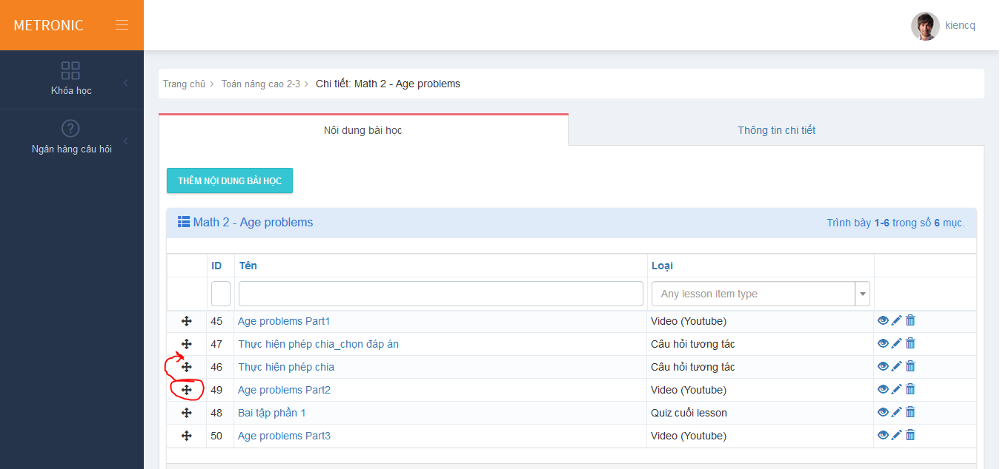 METRONIC
kiencq
Khóa học
Ngân hàng câu hỏi
Trang chủ > Toán nâng cao 2-3 > Chi tiết: Math 2 - Age problems
Nội dung bài học
Thông tin chi tiết
THÊM NỘI DUNG BÀI HỌC
Math 2 - Age problems
Trình bày 1-6 trong số 6 mục.
ID Tên Loại
Any lesson item type
45 Age problems Part1 Video (Youtube)
47 Thực hiện phép chia_chọn đáp án Câu hỏi tương tác
46 Thực hiện phép chia Câu hỏi tương tác
49 Age problems Part2 Video (Youtube)
48 Bai tập phần 1 Quiz cuối lesson
50 Age problems Part3 Video (Youtube)